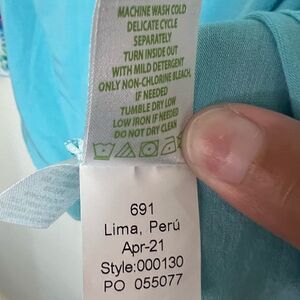 MACHINE WASH COLD
DELICATE CYCLE
SEPARATELY
TURN INSIDE OUT
WITH MILD DETERGENT
ONLY NON-CHLORINE BLEACH,
IF NEEDED
TUMBLE DRY LOW
LOW IRON IF NEEDED
DO NOT DRY CLEAN
691
Lima, Perú
Apr-21
Style:000130
PO 055077